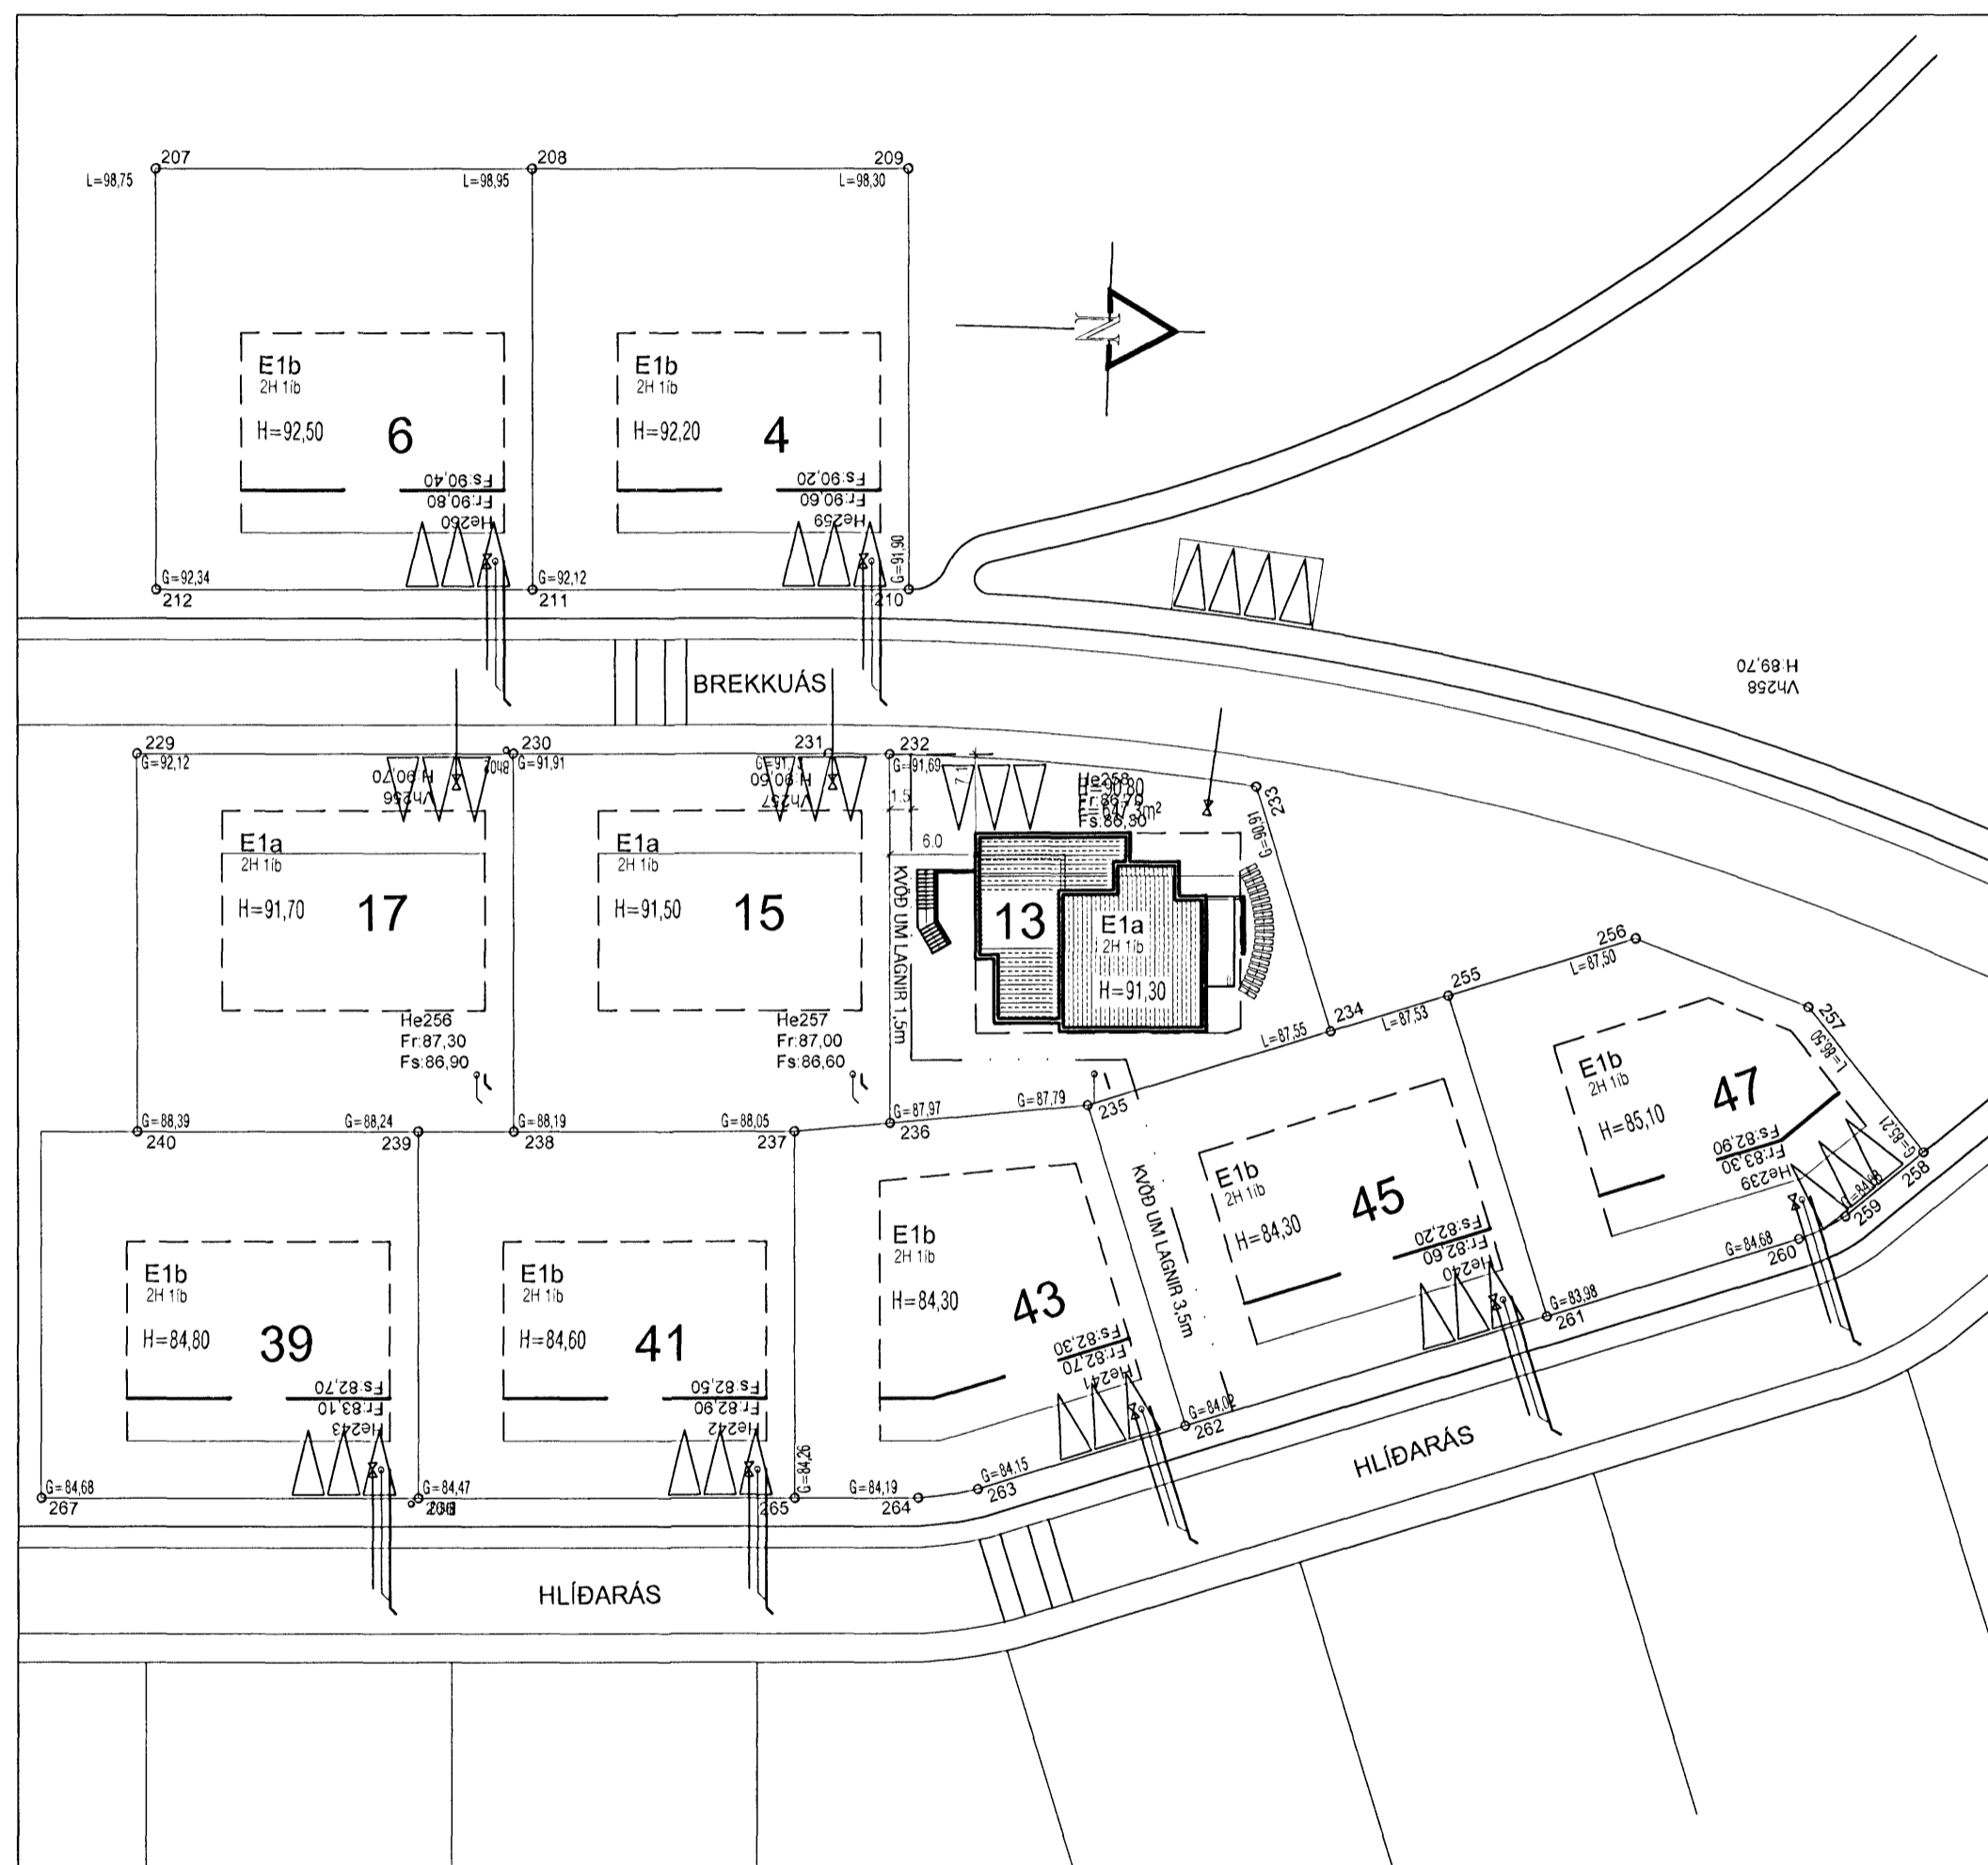 207
208
209
L=98,75
L=98,95
L=98,30
N
E1b
2H 1íb
H=92,50
6
Fs:90,40
Fr:90,80
He260
E1b
2H 1íb
H=92,20
4
Fs:90,20
Fr:90,60
He259
G=91,90
G=92,34
212
G=92,12
211
210
BREKKUÁS
Vh258
H:89,70
229
G=92,12
230
G=91,91
231
232
G=91,69
H:90,70
Vh256
H:90,50
Vh257
7.1
1.5
6.0
He258
233
G=90,91
E1a
2H 1íb
H=91,70
17
E1a
2H 1íb
H=91,50
15
KVÖÐ UM LAGNIR 1,5m
13
E1a
2H 1íb
H=91,30
He256
Fr:87,30
Fs:86,90
He257
Fr:87,00
Fs:86,60
256
L=87,50
255
L=87,53
234
L=87,55
257
L=86,50
G=88,39
240
G=88,24
239
G=88,19
238
G=88,05
237
G=87,97
236
G=87,79
235
KVÖÐ UM LAGNIR 3,5m
E1b
2H 1íb
H=85,10
47
Fs:82,90
Fr:83,30
He239
G=85,21
258
259
G=84,68
260
E1b
2H 1íb
H=84,30
45
Fs:82,20
Fr:82,60
He240
G=83,98
261
E1b
2H 1íb
H=84,30
43
Fs:82,30
Fr:82,70
He241
G=84,02
262
E1b
2H 1íb
H=84,80
39
Fs:82,70
Fr:83,10
He243
E1b
2H 1íb
H=84,60
41
Fs:82,50
Fr:82,90
He242
G=84,26
G=84,68
267
G=84,47
265
G=84,19
264
G=84,15
263
HLÍÐARÁS
HLÍÐARÁS